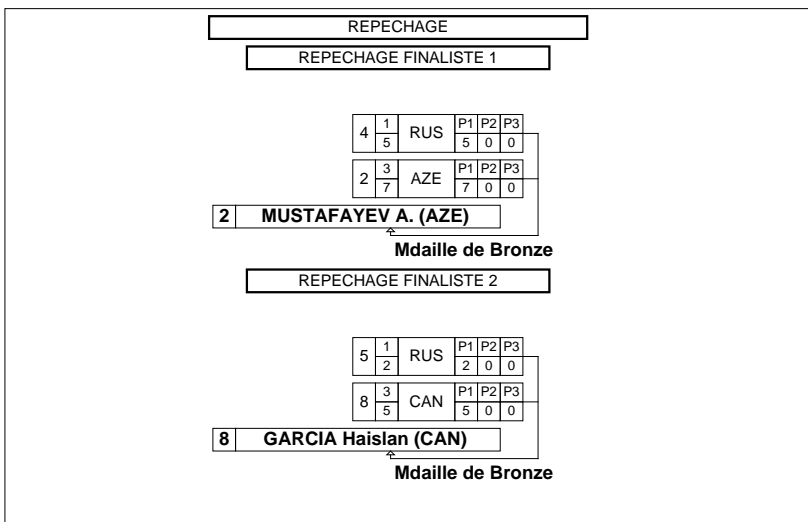 REPECHAGE
REPECHAGE FINALISTE 1
4 1 RUS P1 P2 P3
5 5 0 0
2 3 AZE P1 P2 P3
7 7 0 0
2 MUSTAFAYEV A. (AZE)
Mdaille de Bronze
REPECHAGE FINALISTE 2
5 1 RUS P1 P2 P3
2 2 0 0
8 3 CAN P1 P2 P3
5 5 0 0
8 GARCIA Haislan (CAN)
Mdaille de Bronze